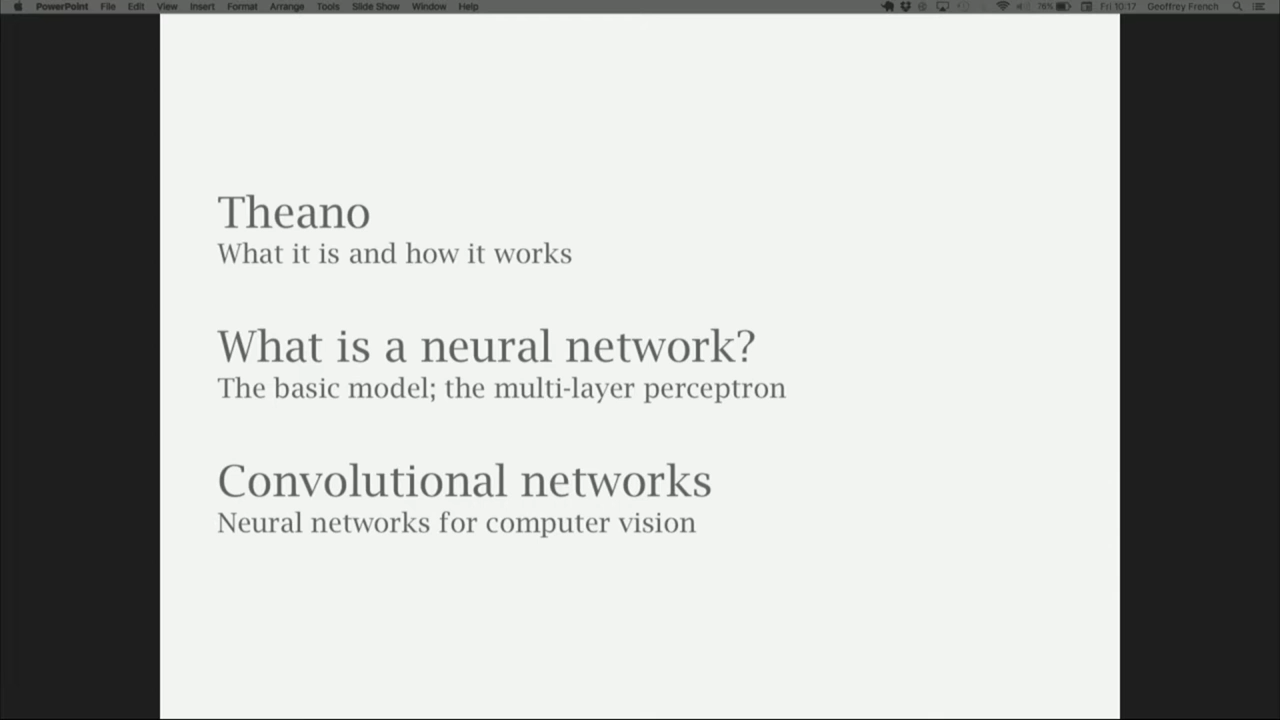 PowerPoint File Edit View Insert Format Arrange Tools Slide Show Window Help 76% Fri 10:17 Geoffrey French
Theano
What it is and how it works
What is a neural network?
The basic model; the multi-layer perceptron
Convolutional networks
Neural networks for computer vision